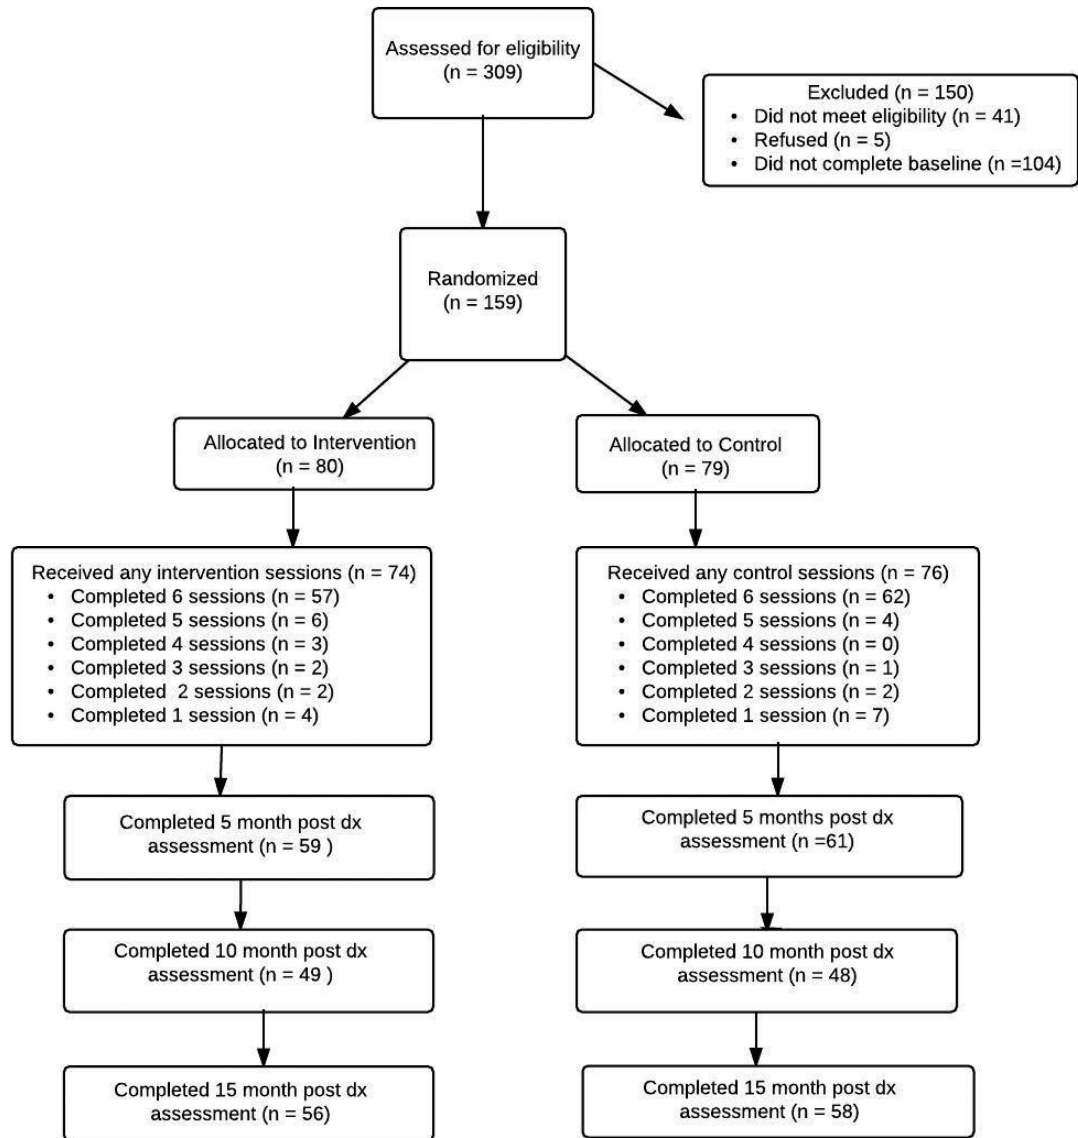 Assessed for eligibility
(n = 309)
Excluded (n = 150)
• Did not meet eligibility (n = 41)
• Refused (n = 5)
• Did not complete baseline (n =104)
Randomized
(n = 159)
Allocated to Intervention
(n = 80)
Allocated to Control
(n = 79)
Received any intervention sessions (n = 74)
• Completed 6 sessions (n = 57)
• Completed 5 sessions (n = 6)
• Completed 4 sessions (n = 3)
• Completed 3 sessions (n = 2)
• Completed  2 sessions (n = 2)
• Completed 1 session (n = 4)
Received any control sessions (n = 76)
• Completed 6 sessions (n = 62)
• Completed 5 sessions (n = 4)
• Completed 4 sessions (n = 0)
• Completed 3 sessions (n = 1)
• Completed 2 sessions (n = 2)
• Completed 1 session (n = 7)
Completed 5 month post dx
assessment (n = 59 )
Completed 5 months post dx
assessment (n =61)
Completed 10 month post dx
assessment (n = 49 )
Completed 10 month post dx
assessment (n = 48)
Completed 15 month post dx
assessment (n = 56)
Completed 15 month post dx
assessment (n = 58)